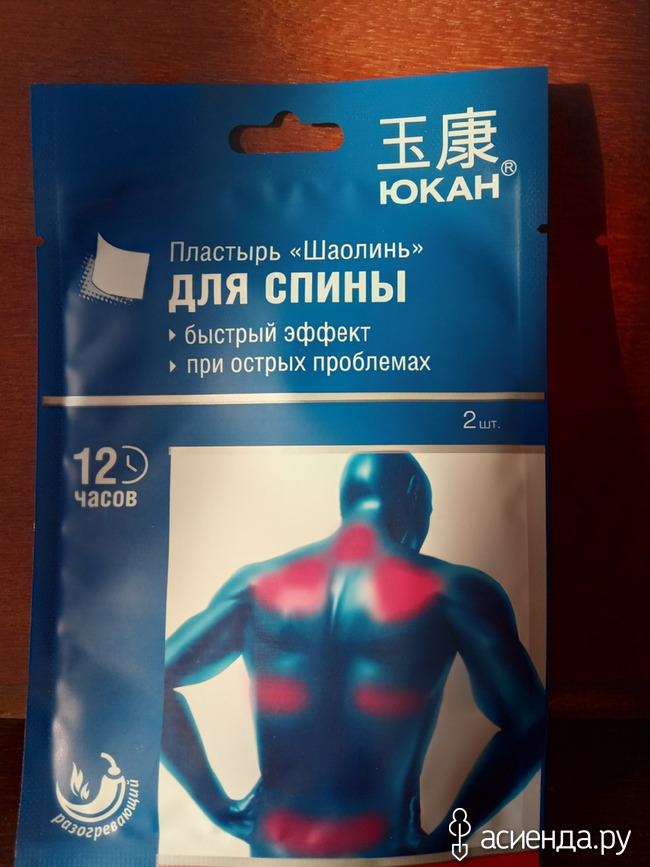 玉康
ЮКАН®
Пластырь «Шаолинь»
для спины
быстрый эффект
при острых проблемах
2 шт.
12
часов
разогревающий
асиенда.ру